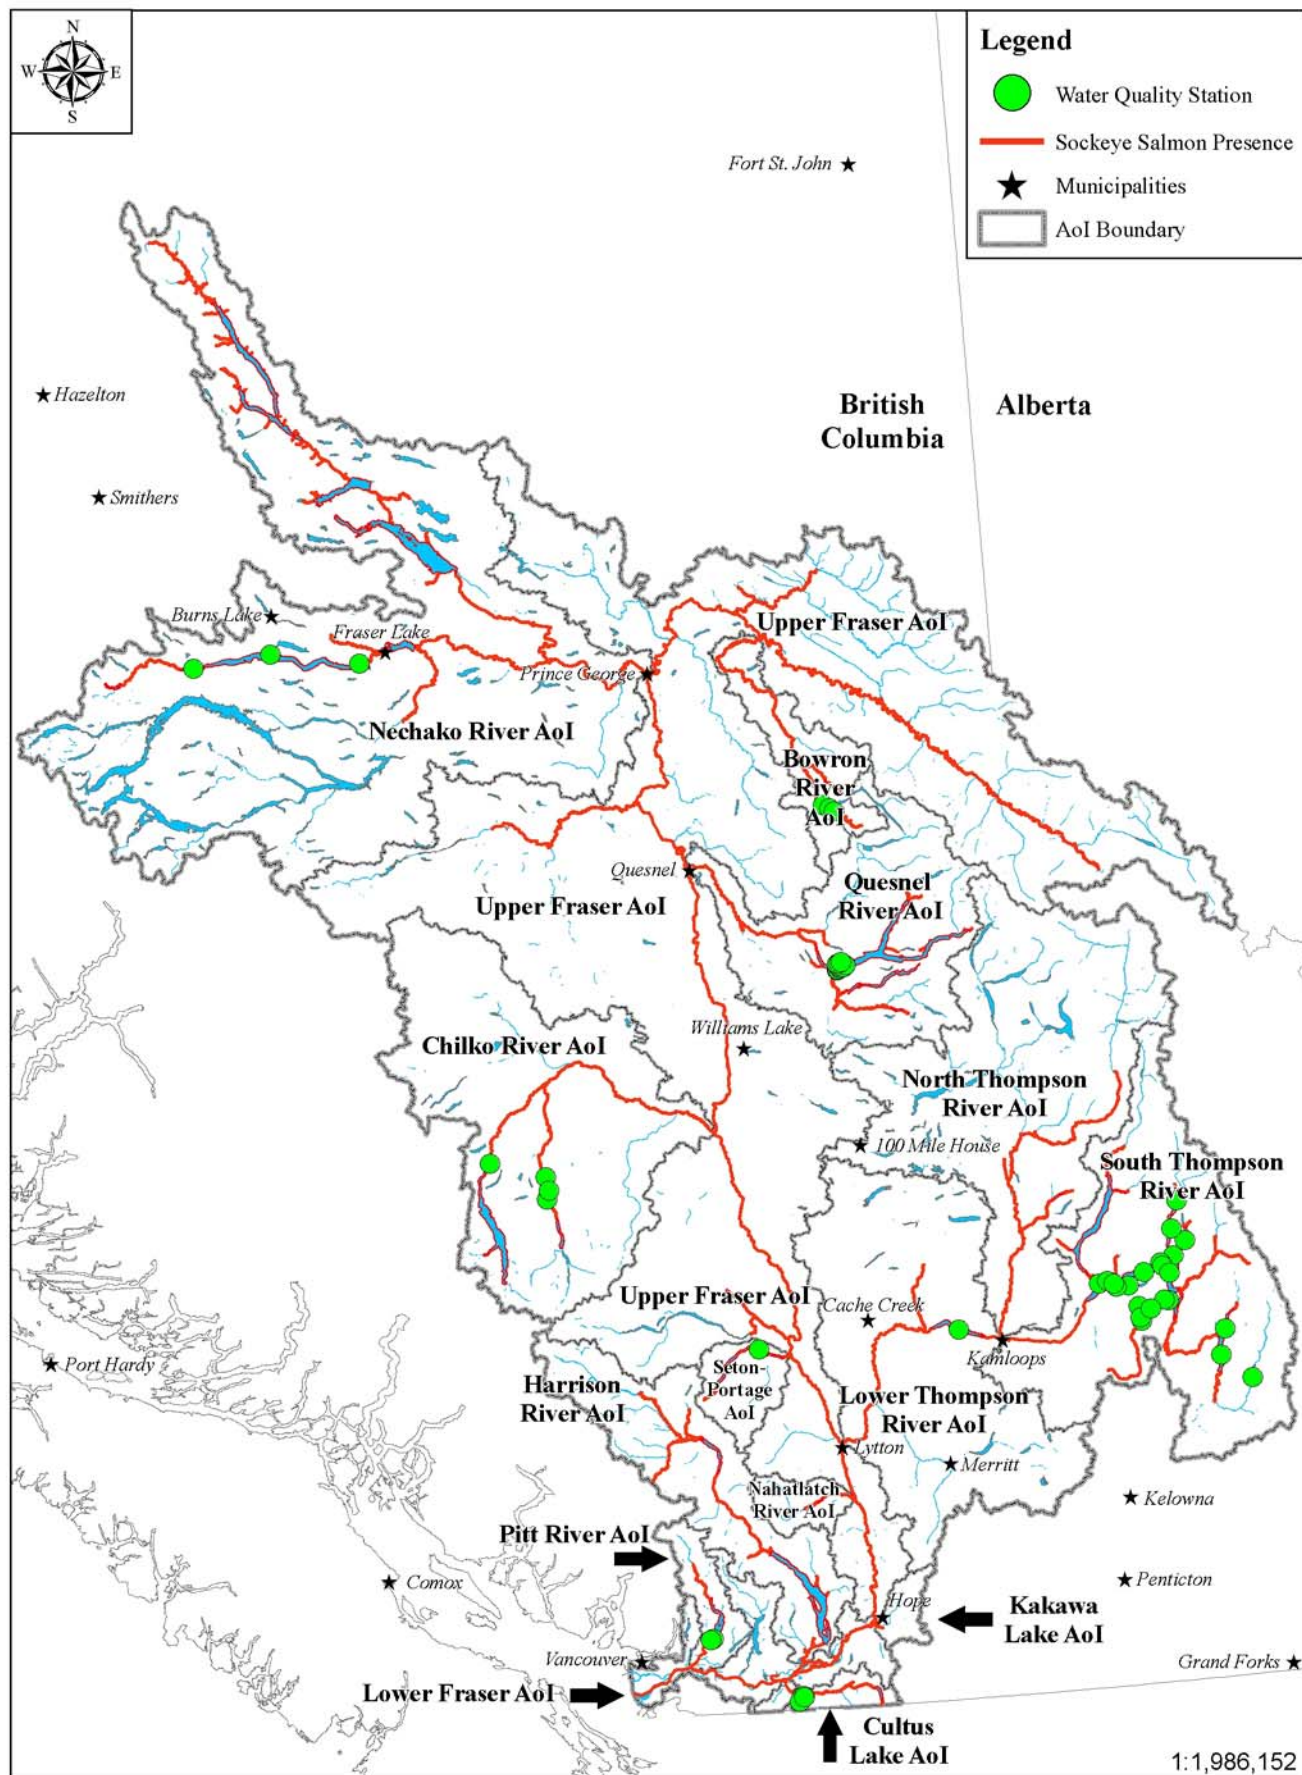 N
W
E
S
Legend
Water Quality Station
Sockeye Salmon Presence
Municipalities
AoI Boundary
Fort St. John
Hazelton
British
Columbia
Alberta
Smithers
Burns Lake
Fraser Lake
Upper Fraser AoI
Prince George
Nechako River AoI
Bowron
River
AoI
Quesnel
Quesnel
River AoI
Upper Fraser AoI
Williams Lake
Chilko River AoI
North Thompson
River AoI
100 Mile House
South Thompson
River AoI
Upper Fraser AoI
Cache Creek
Kamloops
Port Hardy
Seton-
Portage
AoI
Harrison
River AoI
Lower Thompson
River AoI
Lytton
Merritt
Nahatlatch
River AoI
Kelowna
Pitt River AoI
Comox
Penticton
Hope
Kakawa
Lake AoI
Vancouver
Grand Forks
Lower Fraser AoI
Cultus
Lake AoI
1:1,986,152